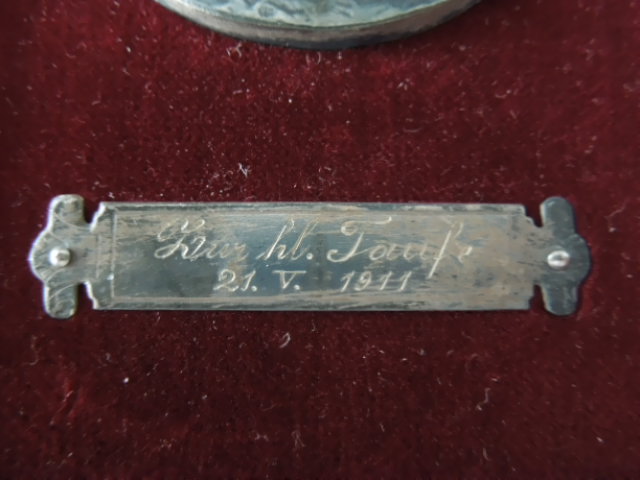 Zur hl. Taufe
21. V. 1911